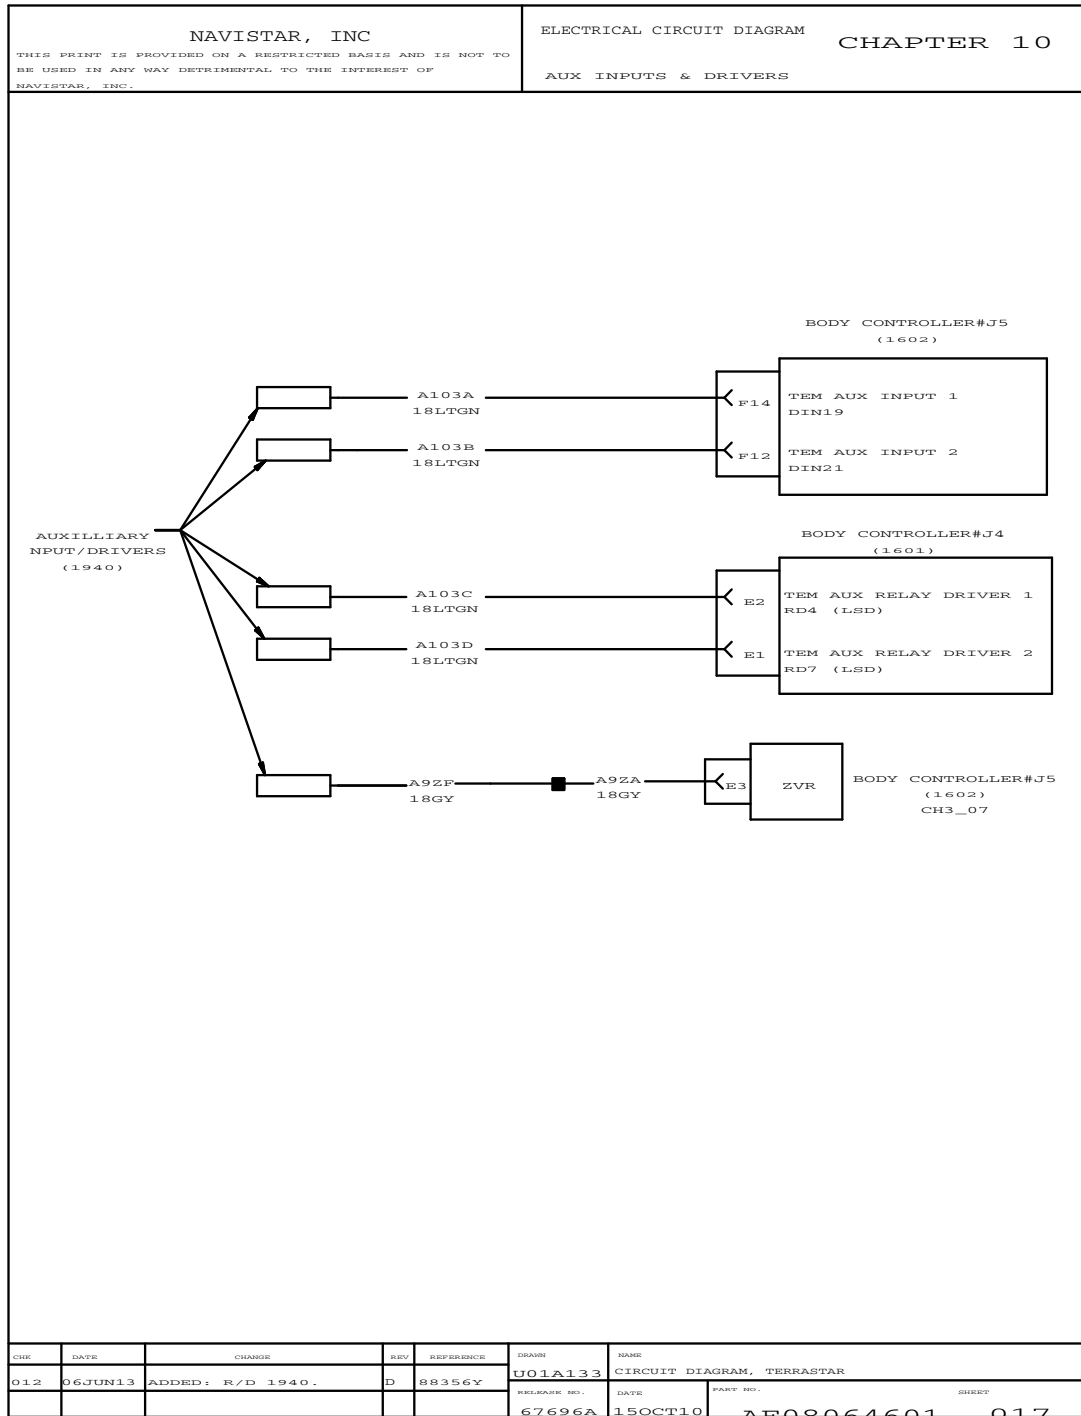 NAVISTAR, INC
THIS PRINT IS PROVIDED ON A RESTRICTED BASIS AND IS NOT TO
BE USED IN ANY WAY DETRIMENTAL TO THE INTEREST OF
NAVISTAR, INC.
ELECTRICAL CIRCUIT DIAGRAM
CHAPTER 10
AUX INPUTS & DRIVERS
BODY CONTROLLER#J5
(1602)
A103A
18LTGN
F14
TEM AUX INPUT 1
DIN19
A103B
18LTGN
F12
TEM AUX INPUT 2
DIN21
AUXILLIARY
NPUT/DRIVERS
(1940)
BODY CONTROLLER#J4
(1601)
A103C
18LTGN
E2
TEM AUX RELAY DRIVER 1
RD4 (LSD)
A103D
18LTGN
E1
TEM AUX RELAY DRIVER 2
RD7 (LSD)
A9ZF
18GY
A9ZA
18GY
E3
ZVR
BODY CONTROLLER#J5
(1602)
CH3_07
CHK DATE CHANGE REV REFERENCE
012 06JUN13 ADDED: R/D 1940. D 88356Y
DRAWN
U01A133
NAME
CIRCUIT DIAGRAM, TERRASTAR
RELEASE NO.
67696A
DATE
15OCT10
PART NO.
AF08064601
SHEET
017